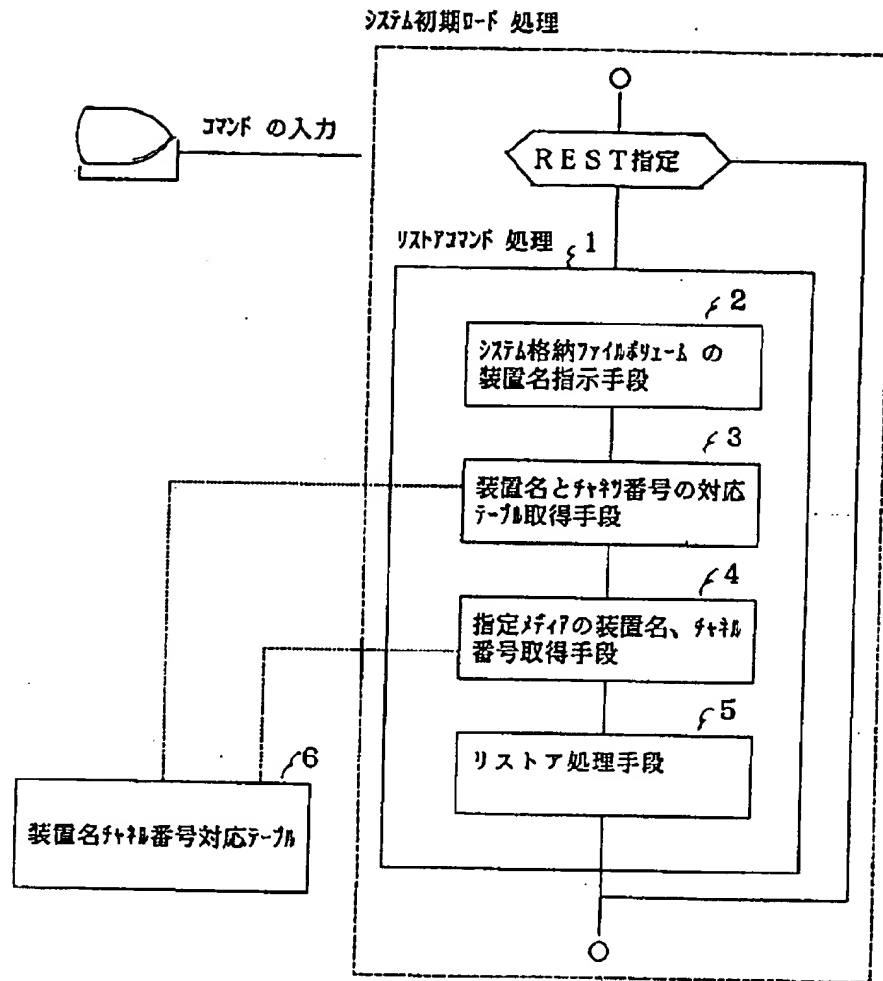 システム初期ロード 処理
コマンド の入力
REST指定
リストアコマンド 処理
1
2
システム格納ファイルボリューム の
装置名指示手段
3
装置名とチャネリ番号の対応
テーブル取得手段
4
指定メディアの装置名、チャネル
番号取得手段
5
リストア処理手段
6
装置名チャネル番号対応テーブル